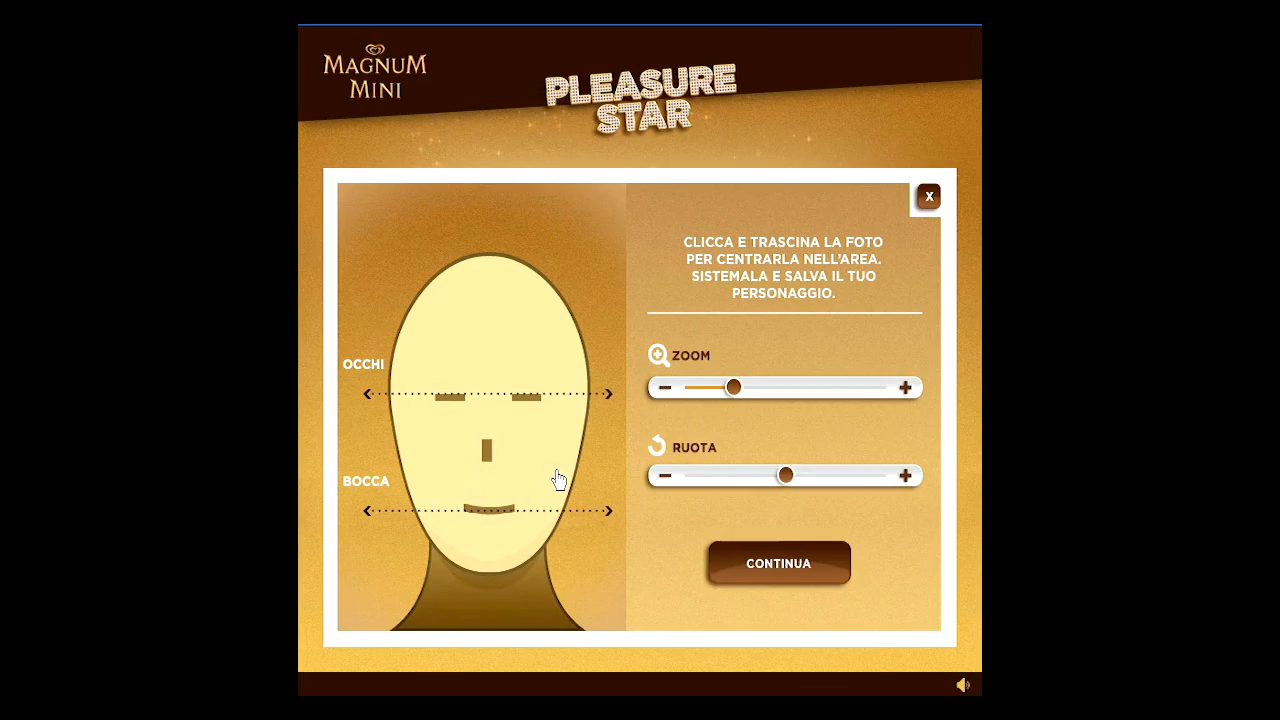 MAGNUM
MINI
PLEASURE
STAR
X
CLICCA E TRASCINA LA FOTO
PER CENTRARLA NELL'AREA.
SISTEMALA E SALVA IL TUO
PERSONAGGIO.
OCCHI
ZOOM
RUOTA
BOCCA
CONTINUA